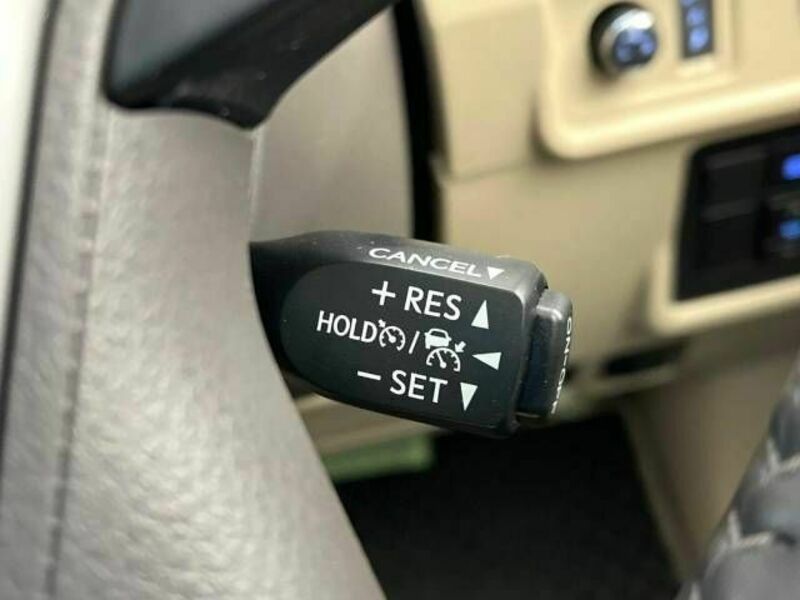 CANCEL▼
+ RES ▲
HOLD / ◀
− SET ▼
ON-OFF